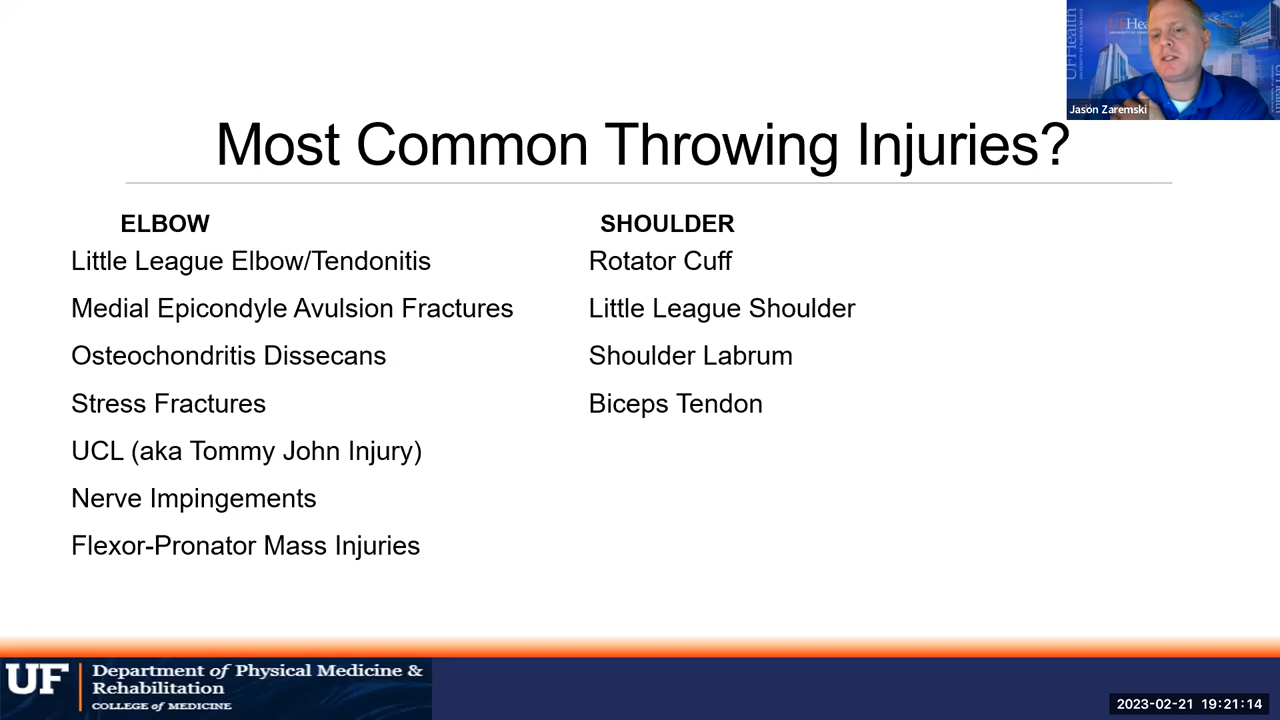 Most Common Throwing Injuries?
ELBOW
Little League Elbow/Tendonitis
Medial Epicondyle Avulsion Fractures
Osteochondritis Dissecans
Stress Fractures
UCL (aka Tommy John Injury)
Nerve Impingements
Flexor-Pronator Mass Injuries
SHOULDER
Rotator Cuff
Little League Shoulder
Shoulder Labrum
Biceps Tendon
Jason Zaremski
UFHealth
UF
Department of Physical Medicine &
Rehabilitation
COLLEGE of MEDICINE
2023-02-21 19:21:14